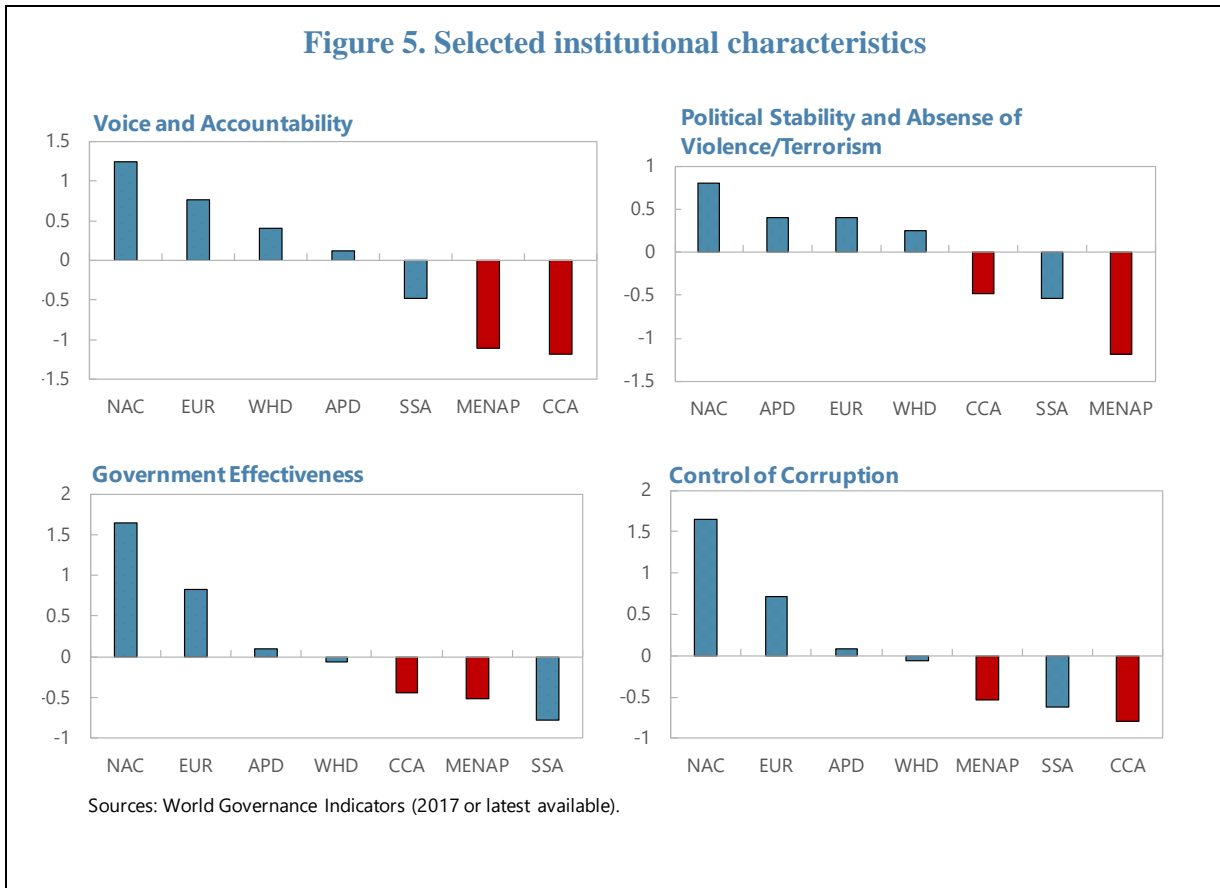 Figure 5. Selected institutional characteristics
Voice and Accountability
1.5
1
0.5
0
-0.5
-1
-1.5
NAC EUR WHD APD SSA MENAP CCA
Political Stability and Absense of
Violence/Terrorism
1
0.5
0
-0.5
-1
-1.5
NAC APD EUR WHD CCA SSA MENAP
Government Effectiveness
2
1.5
1
0.5
0
-0.5
-1
NAC EUR APD WHD CCA MENAP SSA
Control of Corruption
2
1.5
1
0.5
0
-0.5
-1
NAC EUR APD WHD MENAP SSA CCA
Sources: World Governance Indicators (2017 or latest available).